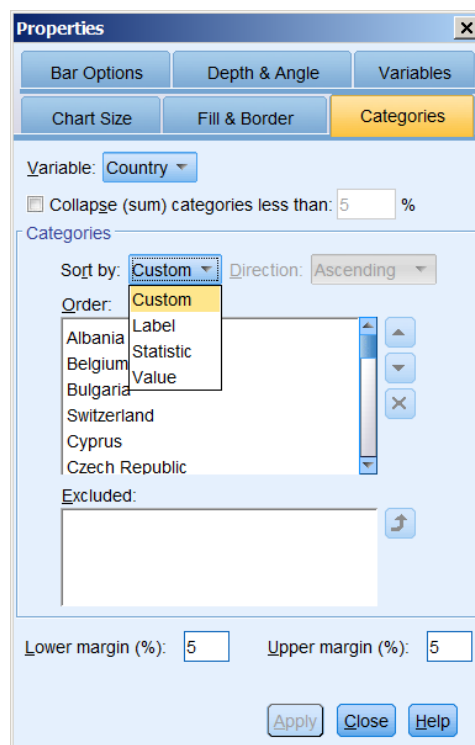 Properties
Bar Options Depth & Angle Variables
Chart Size Fill & Border Categories
Variable: Country
Collapse (sum) categories less than: 5 %
Categories
Sort by: Custom Direction: Ascending
Custom
Label
Statistic
Value
Order:
Albania
Belgium
Bulgaria
Switzerland
Cyprus
Czech Republic
Excluded:
Lower margin (%): 5 Upper margin (%): 5
Apply Close Help